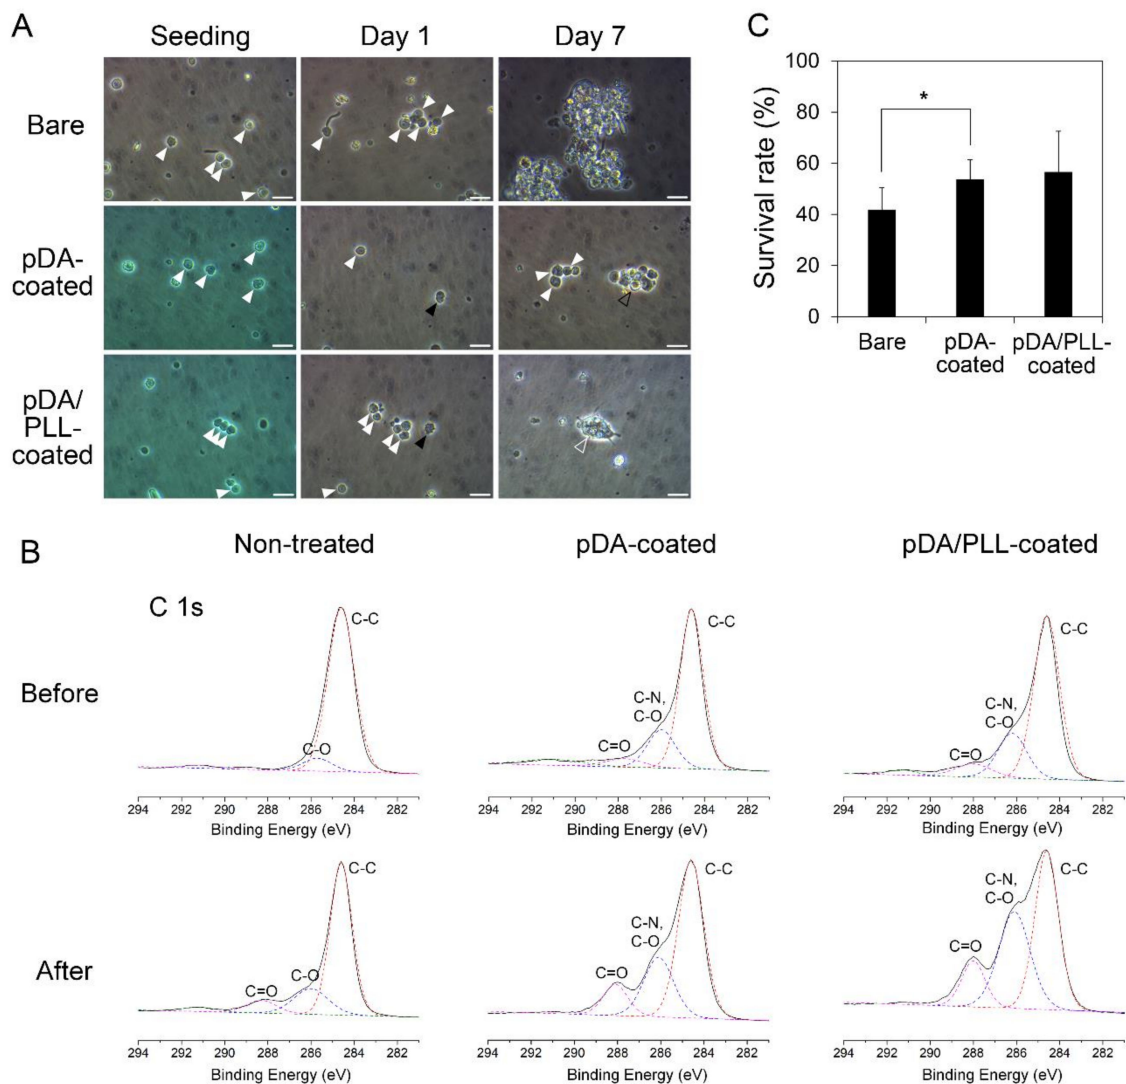 A
Seeding
Day 1
Day 7
Bare
pDA-
coated
pDA/
PLL-
coated
C
Survival rate (%)
100
80
60
40
20
0
*
Bare
pDA-
coated
pDA/PLL-
coated
B
Non-treated
pDA-coated
pDA/PLL-coated
C 1s
Before
C-C
C-O
294 292 290 288 286 284 282
Binding Energy (eV)
C-C
C-N,
C-O
C=O
294 292 290 288 286 284 282
Binding Energy (eV)
C-C
C-N,
C-O
C=O
294 292 290 288 286 284 282
Binding Energy (eV)
After
C-C
C-O
C=O
294 292 290 288 286 284 282
Binding Energy (eV)
C-C
C-N,
C-O
C=O
294 292 290 288 286 284 282
Binding Energy (eV)
C-C
C-N,
C-O
C=O
294 292 290 288 286 284 282
Binding Energy (eV)